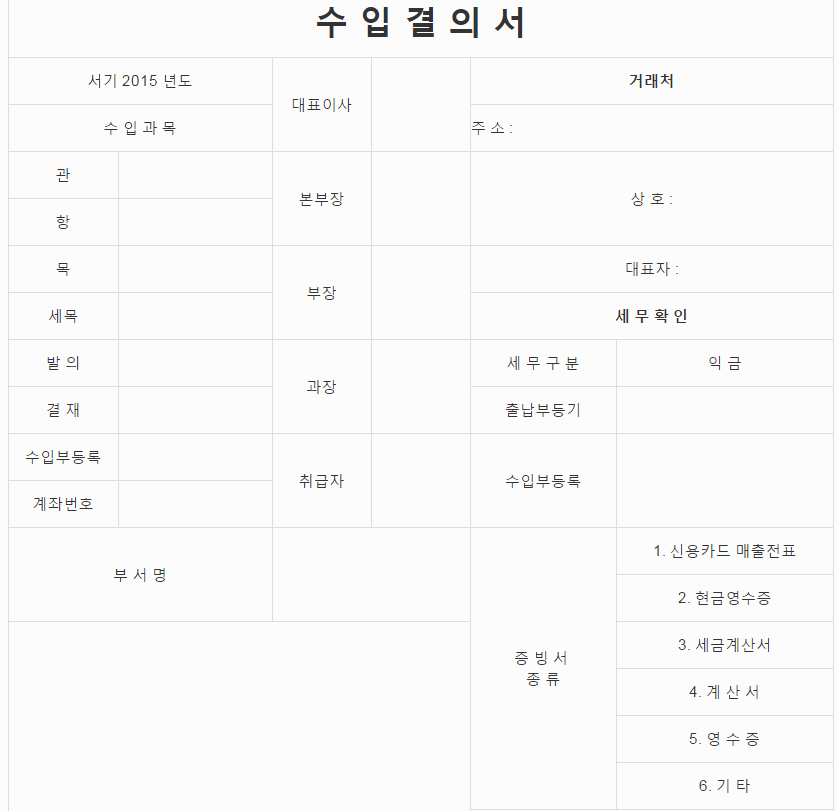 수 입 결 의 서
서기 2015 년도
대표이사
거래처
수 입 과 목
주 소 :
관
본부장
상 호 :
항
목
부장
대표자 :
세목
세 무 확 인
발 의
과장
세 무 구 분
익 금
결 재
출납부등기
수입부등록
취급자
수입부등록
계좌번호
부 서 명
증 빙 서
종 류
1. 신용카드 매출전표
2. 현금영수증
3. 세금계산서
4. 계 산 서
5. 영 수 증
6. 기 타